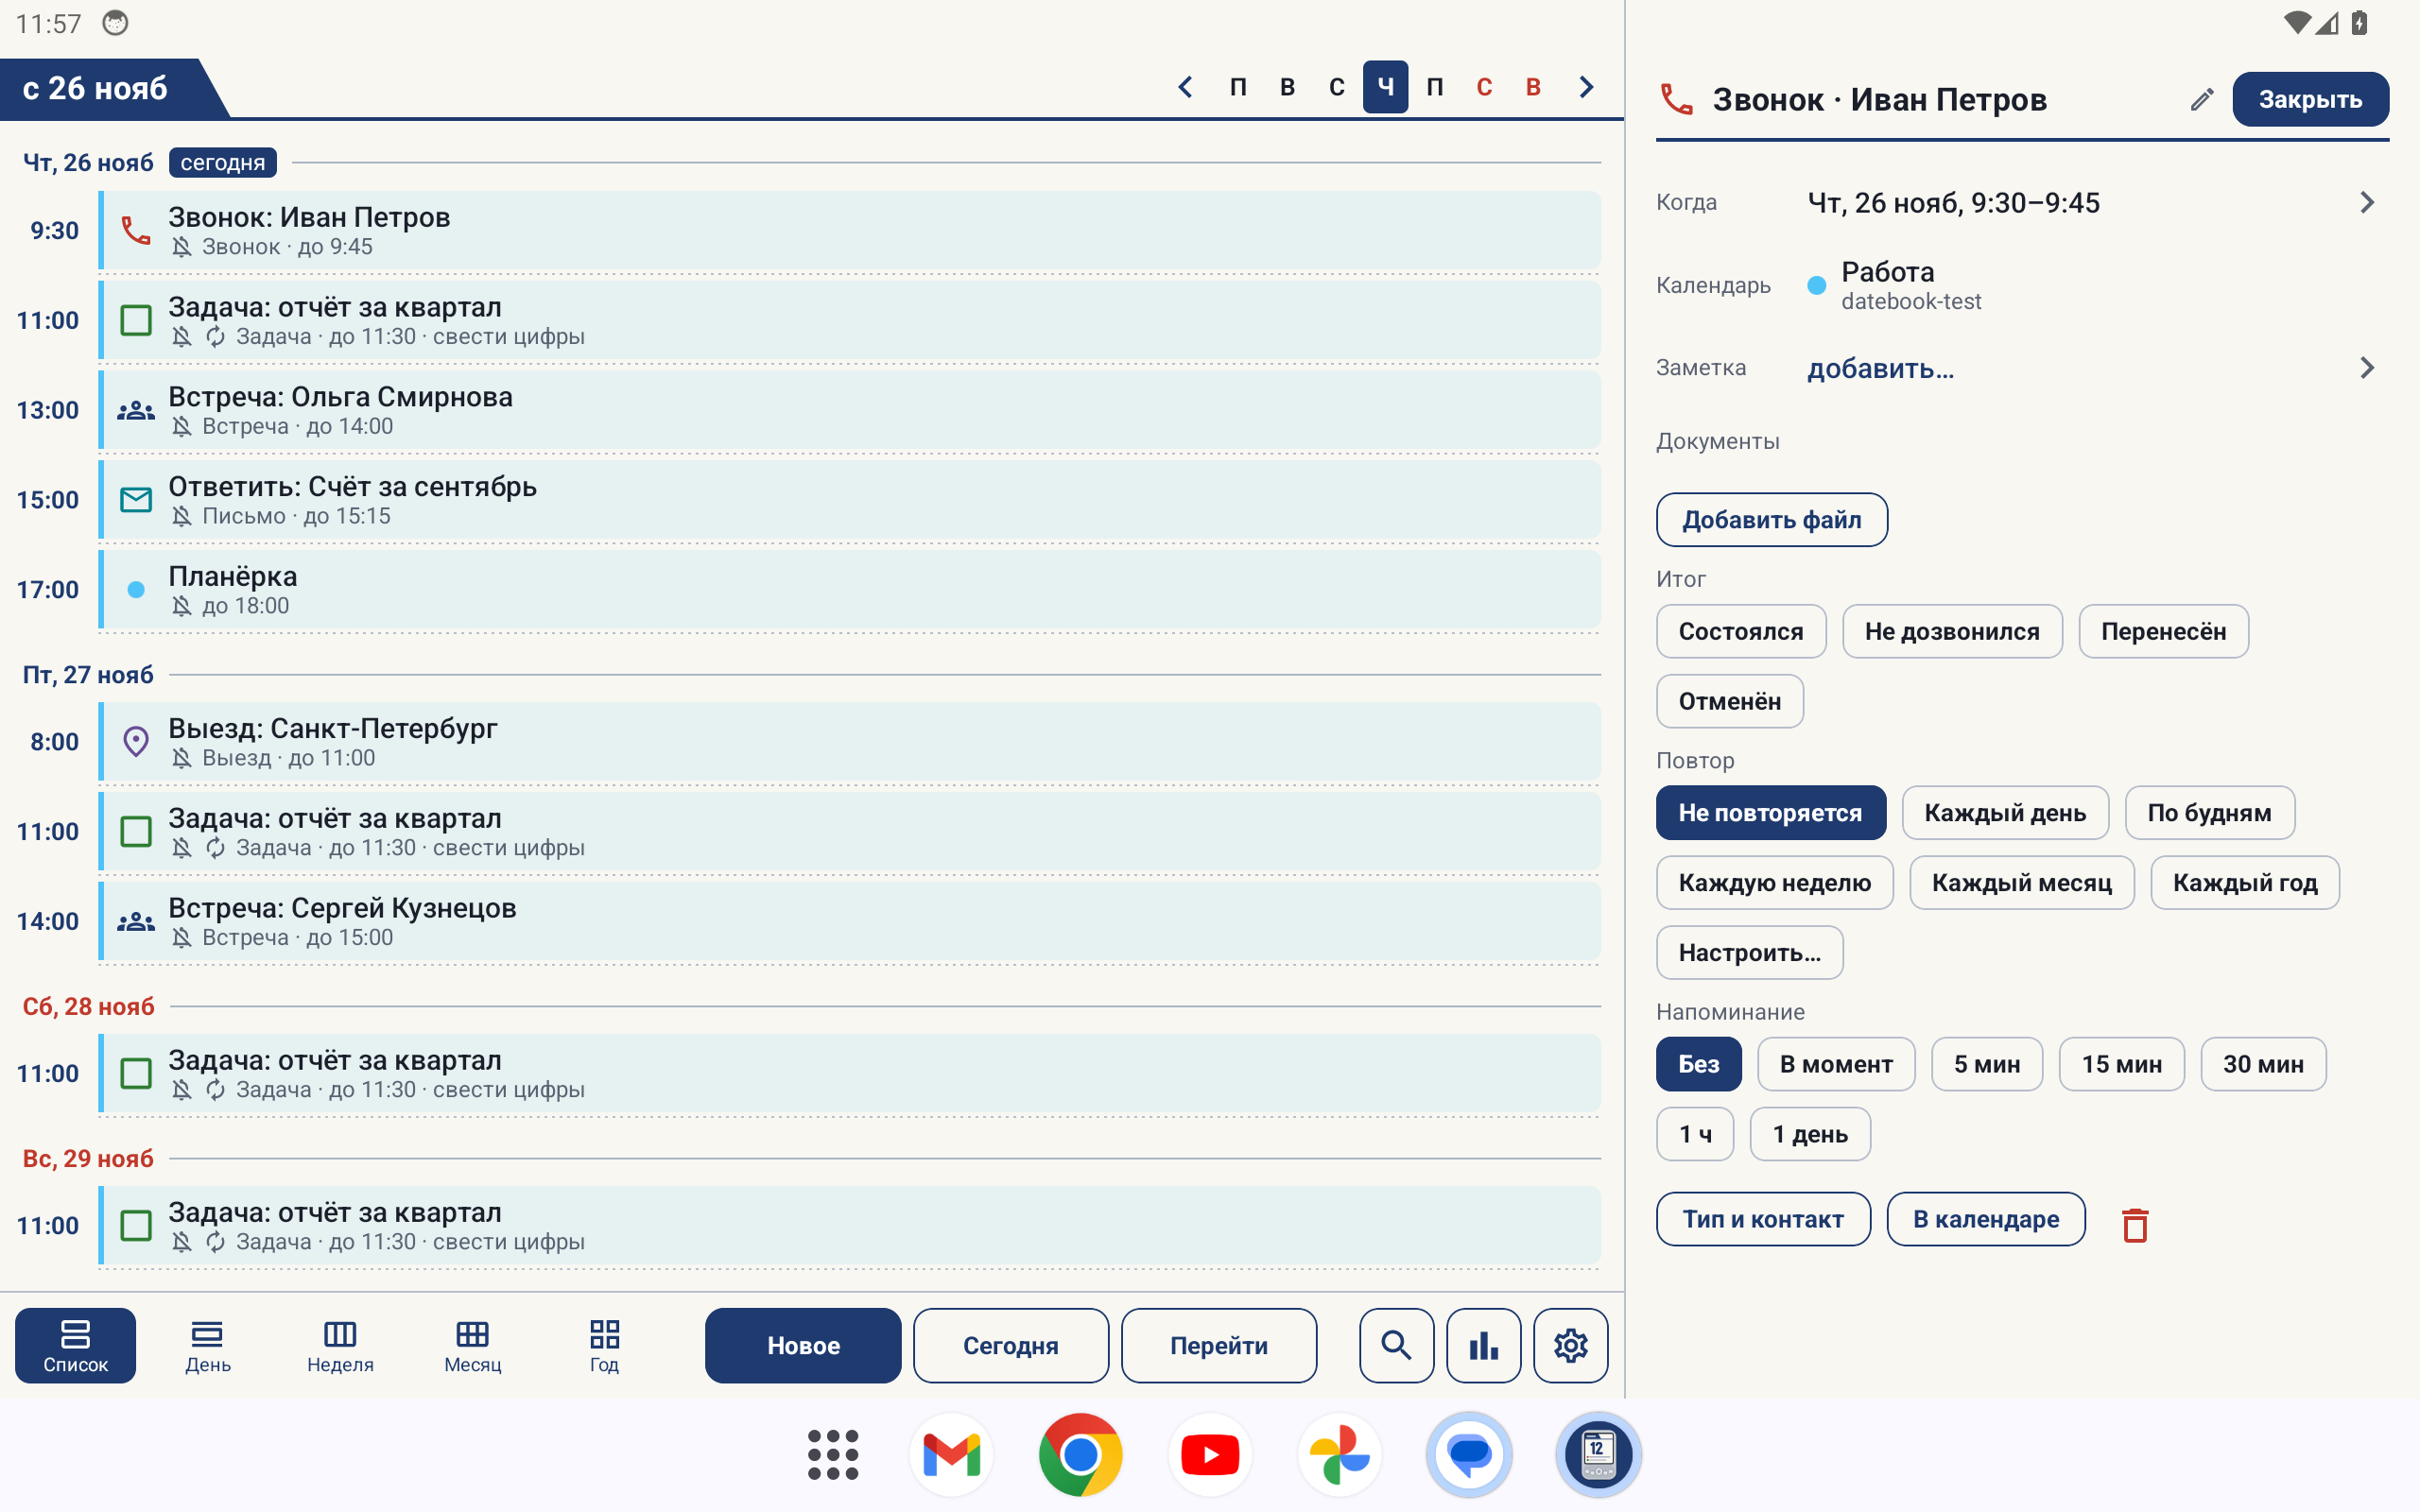 11:57
с 26 нояб
П В С Ч П С В
Чт, 26 нояб сегодня
9:30 Звонок: Иван Петров
Звонок · до 9:45
11:00 Задача: отчёт за квартал
Задача · до 11:30 · свести цифры
13:00 Встреча: Ольга Смирнова
Встреча · до 14:00
15:00 Ответить: Счёт за сентябрь
Письмо · до 15:15
17:00 Планёрка
до 18:00
Пт, 27 нояб
8:00 Выезд: Санкт-Петербург
Выезд · до 11:00
11:00 Задача: отчёт за квартал
Задача · до 11:30 · свести цифры
14:00 Встреча: Сергей Кузнецов
Встреча · до 15:00
Сб, 28 нояб
11:00 Задача: отчёт за квартал
Задача · до 11:30 · свести цифры
Вс, 29 нояб
11:00 Задача: отчёт за квартал
Задача · до 11:30 · свести цифры
Список День Неделя Месяц Год Новое Сегодня Перейти
Звонок · Иван Петров Закрыть
Когда Чт, 26 нояб, 9:30–9:45
Календарь Работа
datebook-test
Заметка добавить...
Документы
Добавить файл
Итог
Состоялся Не дозвонился Перенесён
Отменён
Повтор
Не повторяется Каждый день По будням
Каждую неделю Каждый месяц Каждый год
Настроить...
Напоминание
Без В момент 5 мин 15 мин 30 мин
1 ч 1 день
Тип и контакт В календаре
12